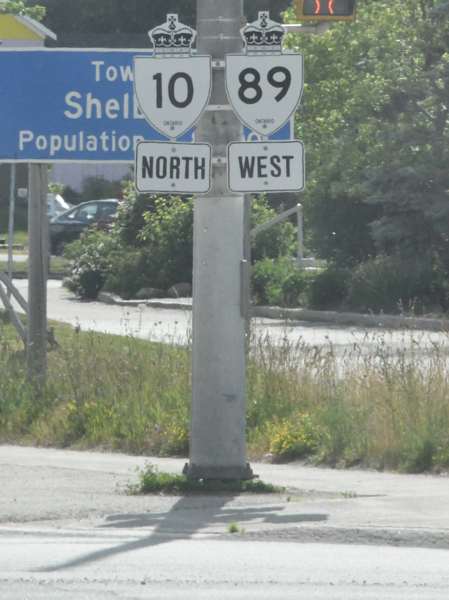 Tow
Shel
Population
10
ONTARIO
NORTH
89
ONTARIO
WEST